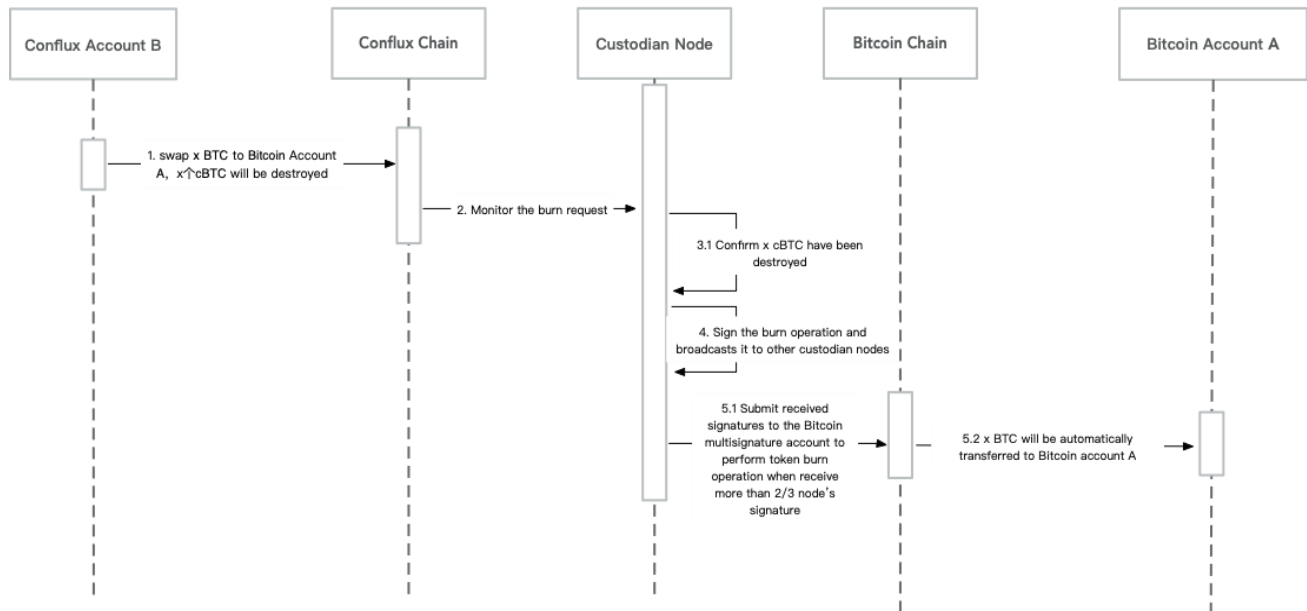 Conflux Account B
Conflux Chain
Custodian Node
Bitcoin Chain
Bitcoin Account A
1. swap x BTC to Bitcoin Account
A，x个cBTC will be destroyed
2. Monitor the burn request
3.1 Confirm x cBTC have been
destroyed
4. Sign the burn operation and
broadcasts it to other custodian nodes
5.1 Submit received
signatures to the Bitcoin
multisignature account to
perform token burn
operation when receive
more than 2/3 node's
signature
5.2 x BTC will be automatically
transferred to Bitcoin account A